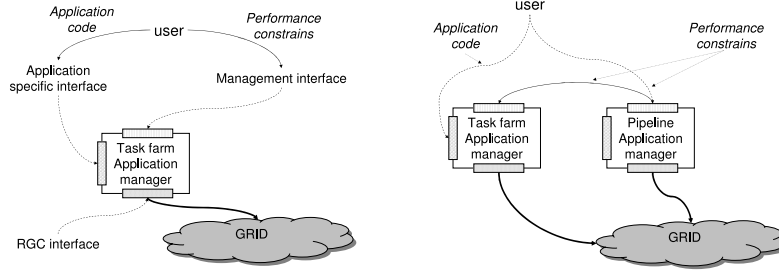 Application
code
user
Performance
constrains
Application
specific interface
Management interface
Task farm
Application
manager
RGC interface
GRID
user
Application
code
Performance
constrains
Task farm
Application
manager
Pipeline
Application
manager
GRID